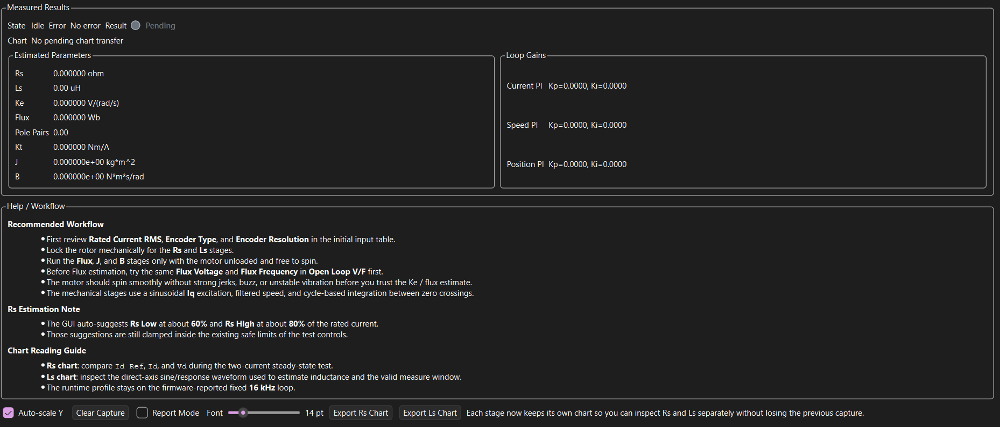 Measured Results
State Idle Error No error Result Pending
Chart No pending chart transfer
Estimated Parameters
Rs 0.000000 ohm
Ls 0.00 uH
Ke 0.000000 V/(rad/s)
Flux 0.000000 Wb
Pole Pairs 0.00
Kt 0.000000 Nm/A
J 0.000000e+00 kg*m^2
B 0.000000e+00 N*m*s/rad
Loop Gains
Current PI Kp=0.0000, Ki=0.0000
Speed PI Kp=0.0000, Ki=0.0000
Position PI Kp=0.0000, Ki=0.0000
Help / Workflow
Recommended Workflow
• First review Rated Current RMS, Encoder Type, and Encoder Resolution in the initial input table.
• Lock the rotor mechanically for the Rs and Ls stages.
• Run the Flux, J, and B stages only with the motor unloaded and free to spin.
• Before Flux estimation, try the same Flux Voltage and Flux Frequency in Open Loop V/F first.
• The motor should spin smoothly without strong jerks, buzz, or unstable vibration before you trust the Ke / flux estimate.
• The mechanical stages use a sinusoidal Iq excitation, filtered speed, and cycle-based integration between zero crossings.
Rs Estimation Note
• The GUI auto-suggests Rs Low at about 60% and Rs High at about 80% of the rated current.
• Those suggestions are still clamped inside the existing safe limits of the test controls.
Chart Reading Guide
• Rs chart: compare Id Ref, Id, and Vd during the two-current steady-state test.
• Ls chart: inspect the direct-axis sine/response waveform used to estimate inductance and the valid measure window.
• The runtime profile stays on the firmware-reported fixed 16 kHz loop.
Auto-scale Y Clear Capture Report Mode Font 14 pt Export Rs Chart Export Ls Chart Each stage now keeps its own chart so you can inspect Rs and Ls separately without losing the previous capture.